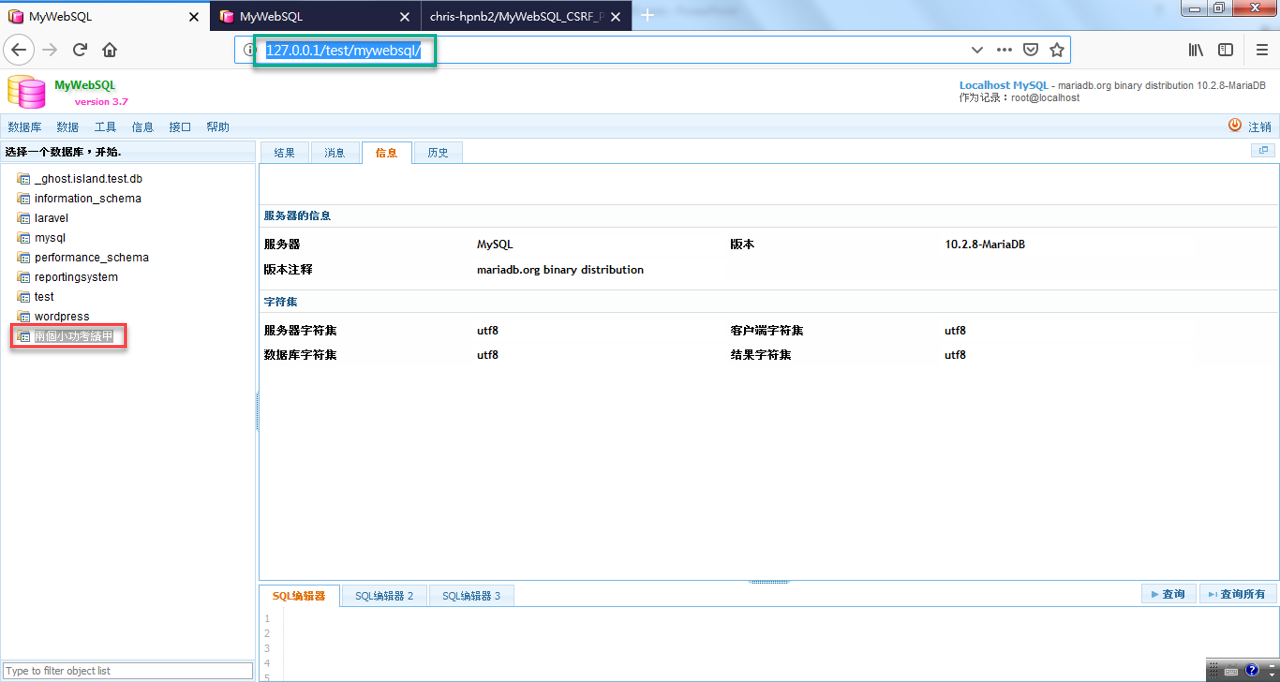 MyWebSQL
MyWebSQL
chris-hpnb2/MyWebSQL_CSRF_P
127.0.0.1/test/mywebsql/
MyWebSQL
version 3.7
Localhost MySQL - mariadb.org binary distribution 10.2.8-MariaDB
作为记录：root@localhost
数据库 数据 工具 信息 接口 帮助
注销
选择一个数据库，开始.
结果 消息 信息 历史
_ghost.island.test.db
information_schema
laravel
mysql
performance_schema
reportingsystem
test
wordpress
兩個小功考績甲
服务器的信息
服务器 MySQL 版本 10.2.8-MariaDB
版本注释 mariadb.org binary distribution
字符集
服务器字符集 utf8 客户端字符集 utf8
数据库字符集 utf8 结果字符集 utf8
SQL编辑器 SQL编辑器 2 SQL编辑器 3
查询 查询所有
1
2
3
4
5
Type to filter object list